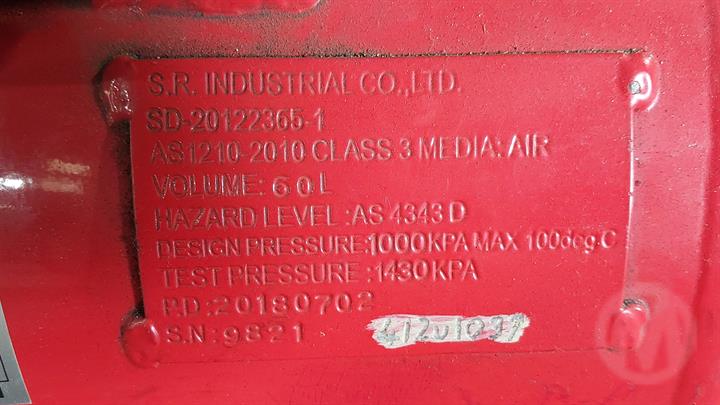 S.R. INDUSTRIAL CO.,LTD.
SD-20122365-1
AS1210-2010 CLASS 3 MEDIA: AIR
VOLUME: 60L
HAZARD LEVEL :AS 4343 D
DESIGN PRESSURE:1000KPA MAX 100deg.C
TEST PRESSURE :1430KPA
P.D:20180702
S.N:9821